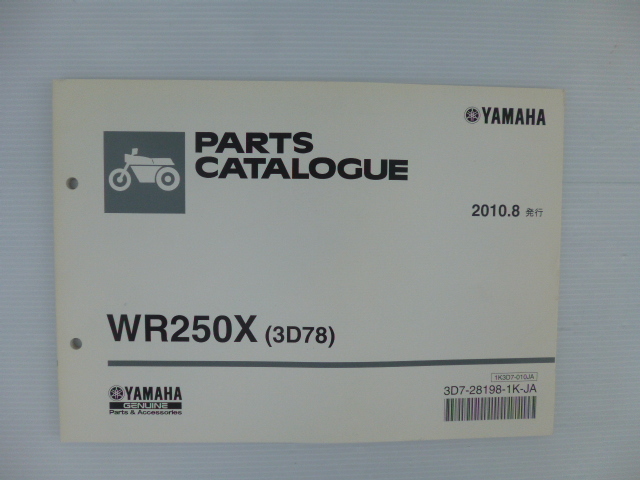 YAMAHA
PARTS
CATALOGUE
2010.8 発行
WR250X (3D78)
YAMAHA
GENUINE
Parts & Accessories
1K3D7-010JA
3D7-28198-1K-JA